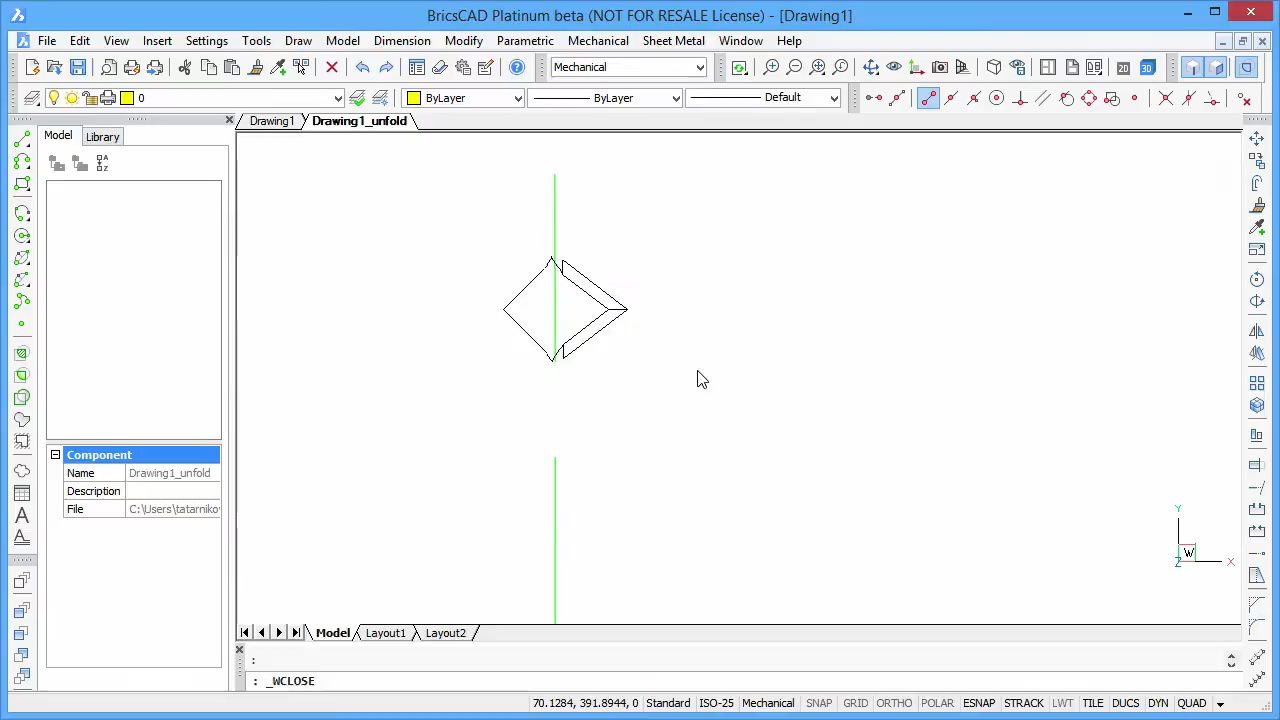 BricsCAD Platinum beta (NOT FOR RESALE License) - [Drawing1]
File Edit View Insert Settings Tools Draw Model Dimension Modify Parametric Mechanical Sheet Metal Window Help
Mechanical 2D 3D
0 ByLayer ByLayer Default
Drawing1 Drawing1_unfold
Model Library
Component
Name Drawing1_unfold
Description
File C:\Users\tatarniko
Y
W
Z X
Model Layout1 Layout2
:
: _WCLOSE
70.1284, 391.8944, 0 Standard ISO-25 Mechanical SNAP GRID ORTHO POLAR ESNAP STRACK LWT TILE DUCS DYN QUAD